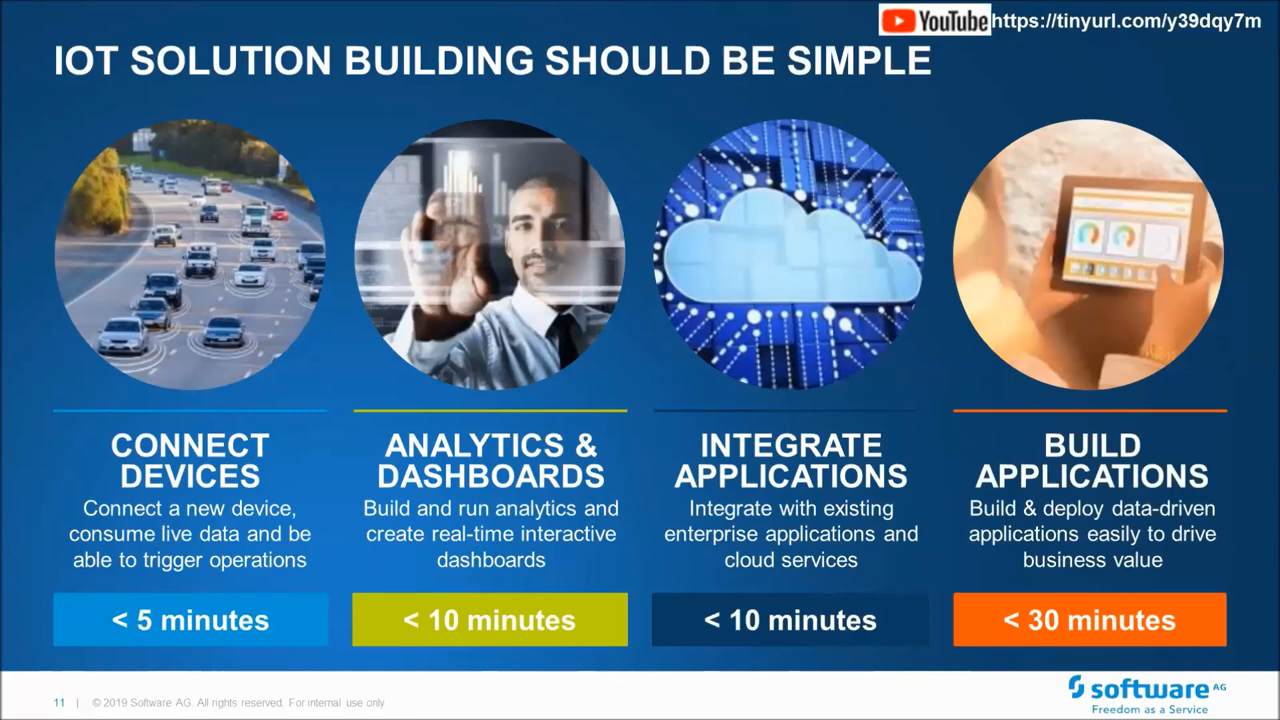 YouTube https://tinyurl.com/y39dqy7m
IOT SOLUTION BUILDING SHOULD BE SIMPLE
CONNECT
DEVICES
Connect a new device,
consume live data and be
able to trigger operations
< 5 minutes
ANALYTICS &
DASHBOARDS
Build and run analytics and
create real-time interactive
dashboards
< 10 minutes
INTEGRATE
APPLICATIONS
Integrate with existing
enterprise applications and
cloud services
< 10 minutes
BUILD
APPLICATIONS
Build & deploy data-driven
applications easily to drive
business value
< 30 minutes
11 | © 2019 Software AG. All rights reserved. For internal use only
software AG
Freedom as a Service